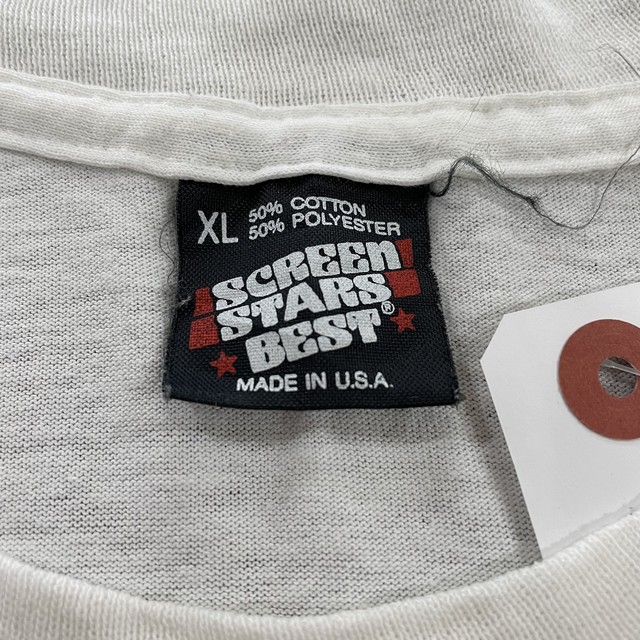 XL 50% COTTON
50% POLYESTER
SCREEN
STARS
BEST®
MADE IN U.S.A.